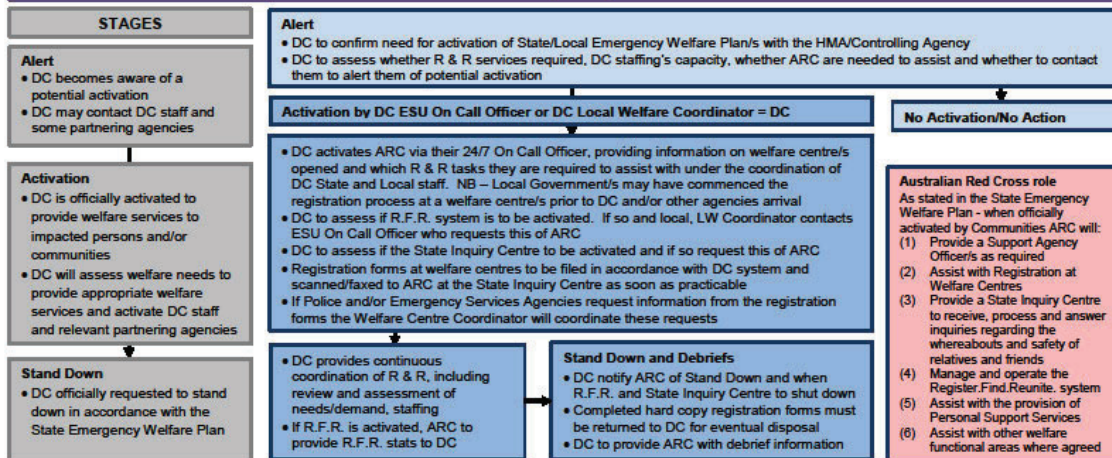 STAGES
Alert
• DC becomes aware of a
potential activation
• DC may contact DC staff and
some partnering agencies
Activation
• DC is officially activated to
provide welfare services to
impacted persons and/or
communities
• DC will assess welfare needs to
provide appropriate welfare
services and activate DC staff
and relevant partnering agencies
Stand Down
• DC officially requested to stand
down in accordance with the
State Emergency Welfare Plan
Alert
• DC to confirm need for activation of State/Local Emergency Welfare Plan/s with the HMA/Controlling Agency
• DC to assess whether R & R services required, DC staffing's capacity, whether ARC are needed to assist and whether to contact
them to alert them of potential activation
Activation by DC ESU On Call Officer or DC Local Welfare Coordinator = DC
No Activation/No Action
• DC activates ARC via their 24/7 On Call Officer, providing information on welfare centre/s
opened and which R & R tasks they are required to assist with under the coordination of
DC State and Local staff. NB – Local Government/s may have commenced the
registration process at a welfare centre/s prior to DC and/or other agencies arrival
• DC to assess if R.F.R. system is to be activated. If so and local, LW Coordinator contacts
ESU On Call Officer who requests this of ARC
• DC to assess if the State Inquiry Centre to be activated and if so request this of ARC
• Registration forms at welfare centres to be filed in accordance with DC system and
scanned/faxed to ARC at the State Inquiry Centre as soon as practicable
• If Police and/or Emergency Services Agencies request information from the registration
forms the Welfare Centre Coordinator will coordinate these requests
• DC provides continuous
coordination of R & R, including
review and assessment of
needs/demand, staffing
• If R.F.R. is activated, ARC to
provide R.F.R. stats to DC
Stand Down and Debriefs
• DC notify ARC of Stand Down and when
R.F.R. and State Inquiry Centre to shut down
• Completed hard copy registration forms must
be returned to DC for eventual disposal
• DC to provide ARC with debrief information
Australian Red Cross role
As stated in the State Emergency
Welfare Plan - when officially
activated by Communities ARC will:
(1) Provide a Support Agency
Officer/s as required
(2) Assist with Registration at
Welfare Centres
(3) Provide a State Inquiry Centre
to receive, process and answer
inquiries regarding the
whereabouts and safety of
relatives and friends
(4) Manage and operate the
Register.Find.Reunite. system
(5) Assist with the provision of
Personal Support Services
(6) Assist with other welfare
functional areas where agreed